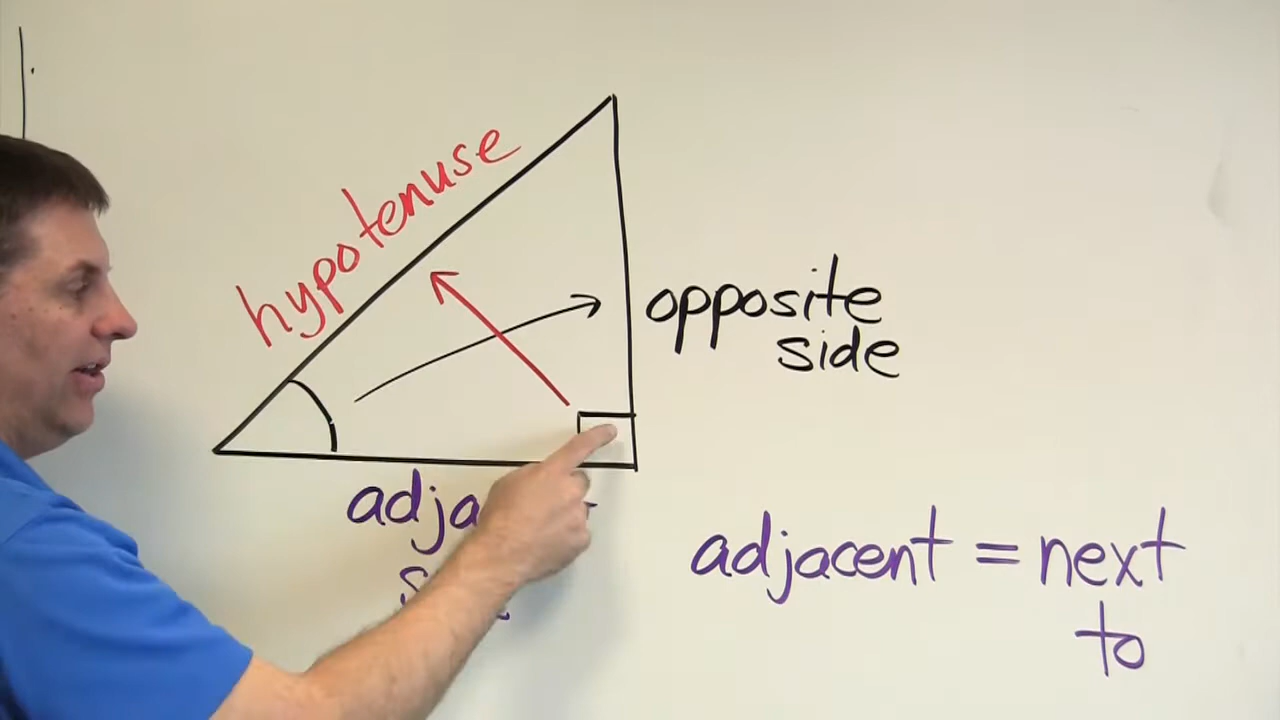 hypotenuse
opposite
side
adjacent = next
to